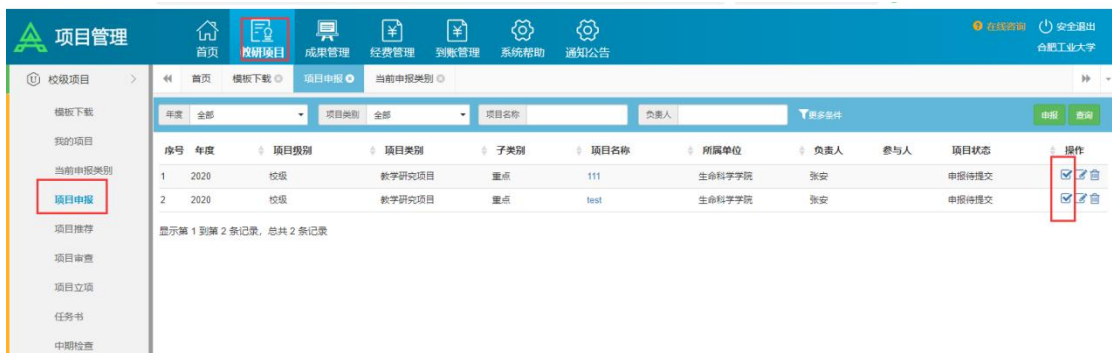 项目管理
首页
教研项目
成果管理
经费管理
到账管理
系统帮助
通知公告
在线咨询
安全退出
合肥工业大学
校级项目
首页 模板下载 项目申报 当前申报类别
模板下载
我的项目
当前申报类别
项目申报
项目推荐
项目审查
项目立项
任务书
中期检查
年度 全部 项目类别 全部 项目名称 负责人 更多条件 申报 查询
序号 年度 项目级别 项目类别 子类别 项目名称 所属单位 负责人 参与人 项目状态 操作
1 2020 校级 教学研究项目 重点 111 生命科学学院 张安 申报待提交
2 2020 校级 教学研究项目 重点 test 生命科学学院 张安 申报待提交
显示第 1 到第 2 条记录，总共 2 条记录